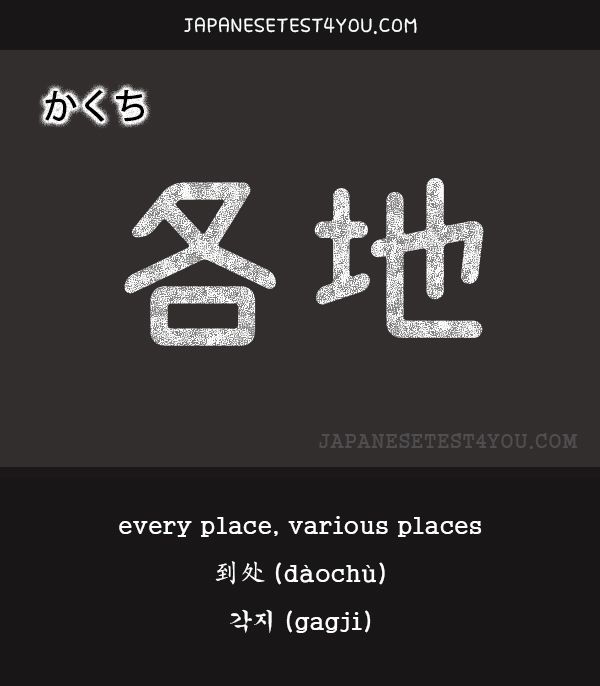 JAPANESETEST4YOU.COM
かくち
各地
JAPANESETEST4YOU.COM
every place, various places
到处 (dàochù)
각지 (gagji)